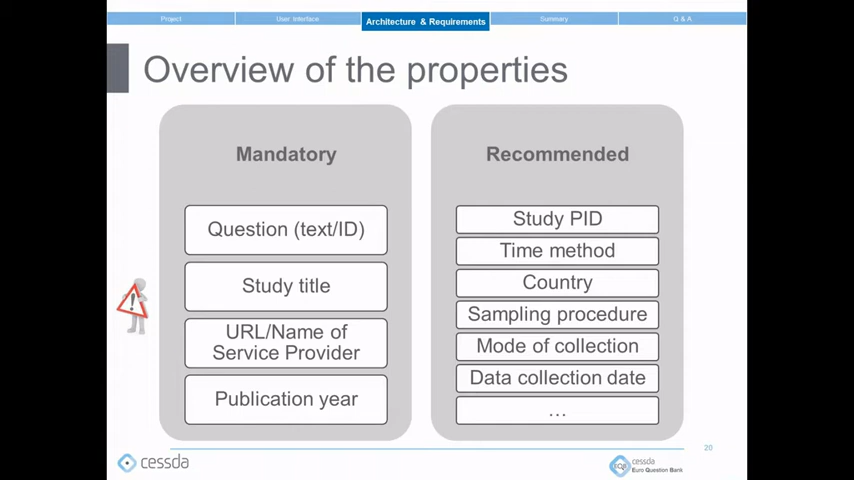 Project
User Interface
Architecture & Requirements
Summary
Q & A
Overview of the properties
Mandatory
Question (text/ID)
Study title
URL/Name of
Service Provider
Publication year
Recommended
Study PID
Time method
Country
Sampling procedure
Mode of collection
Data collection date
...
!
20
cessda
cessda
Euro Question Bank